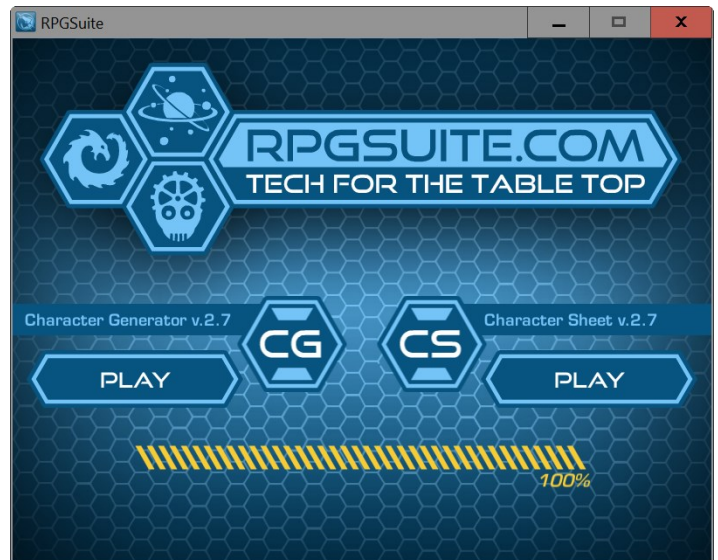 RPGSuite
RPGSUITE.COM
TECH FOR THE TABLE TOP
Character Generator v.2.7
CG
PLAY
CS
Character Sheet v.2.7
PLAY
100%